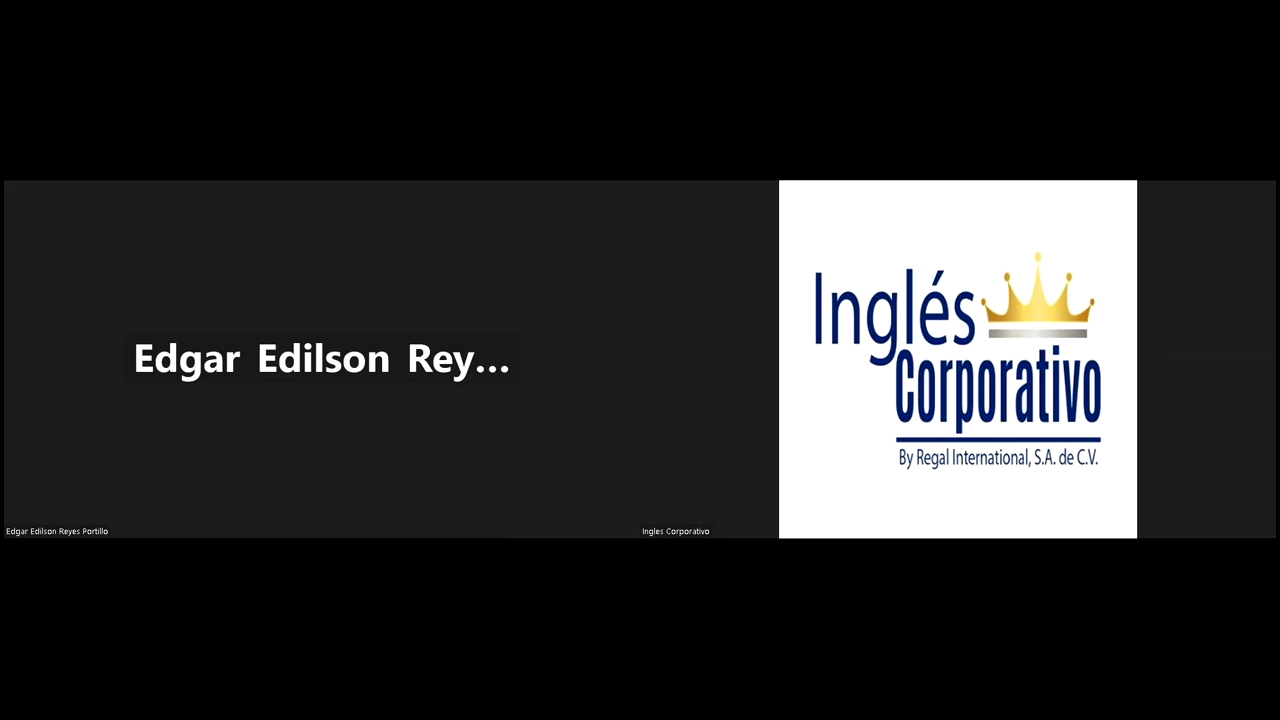 Edgar Edilson Rey...
Edgar Edilson Reyes Portillo
Inglés
Corporativo
By Regal International, S.A. de C.V.
Ingles Corporativo